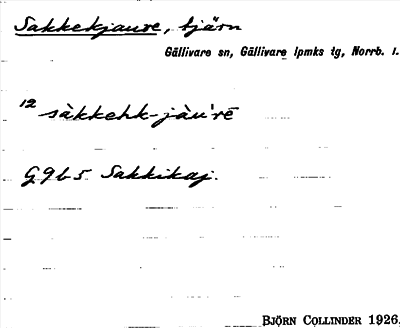 Sakkekjaure, tjärn
Gällivare sn, Gällivare lpmks tg, Norrb. l.
12 sàkkehk-jàu'rē
G9b5 Sakkikaj.
BJÖRN COLLINDER 1926.